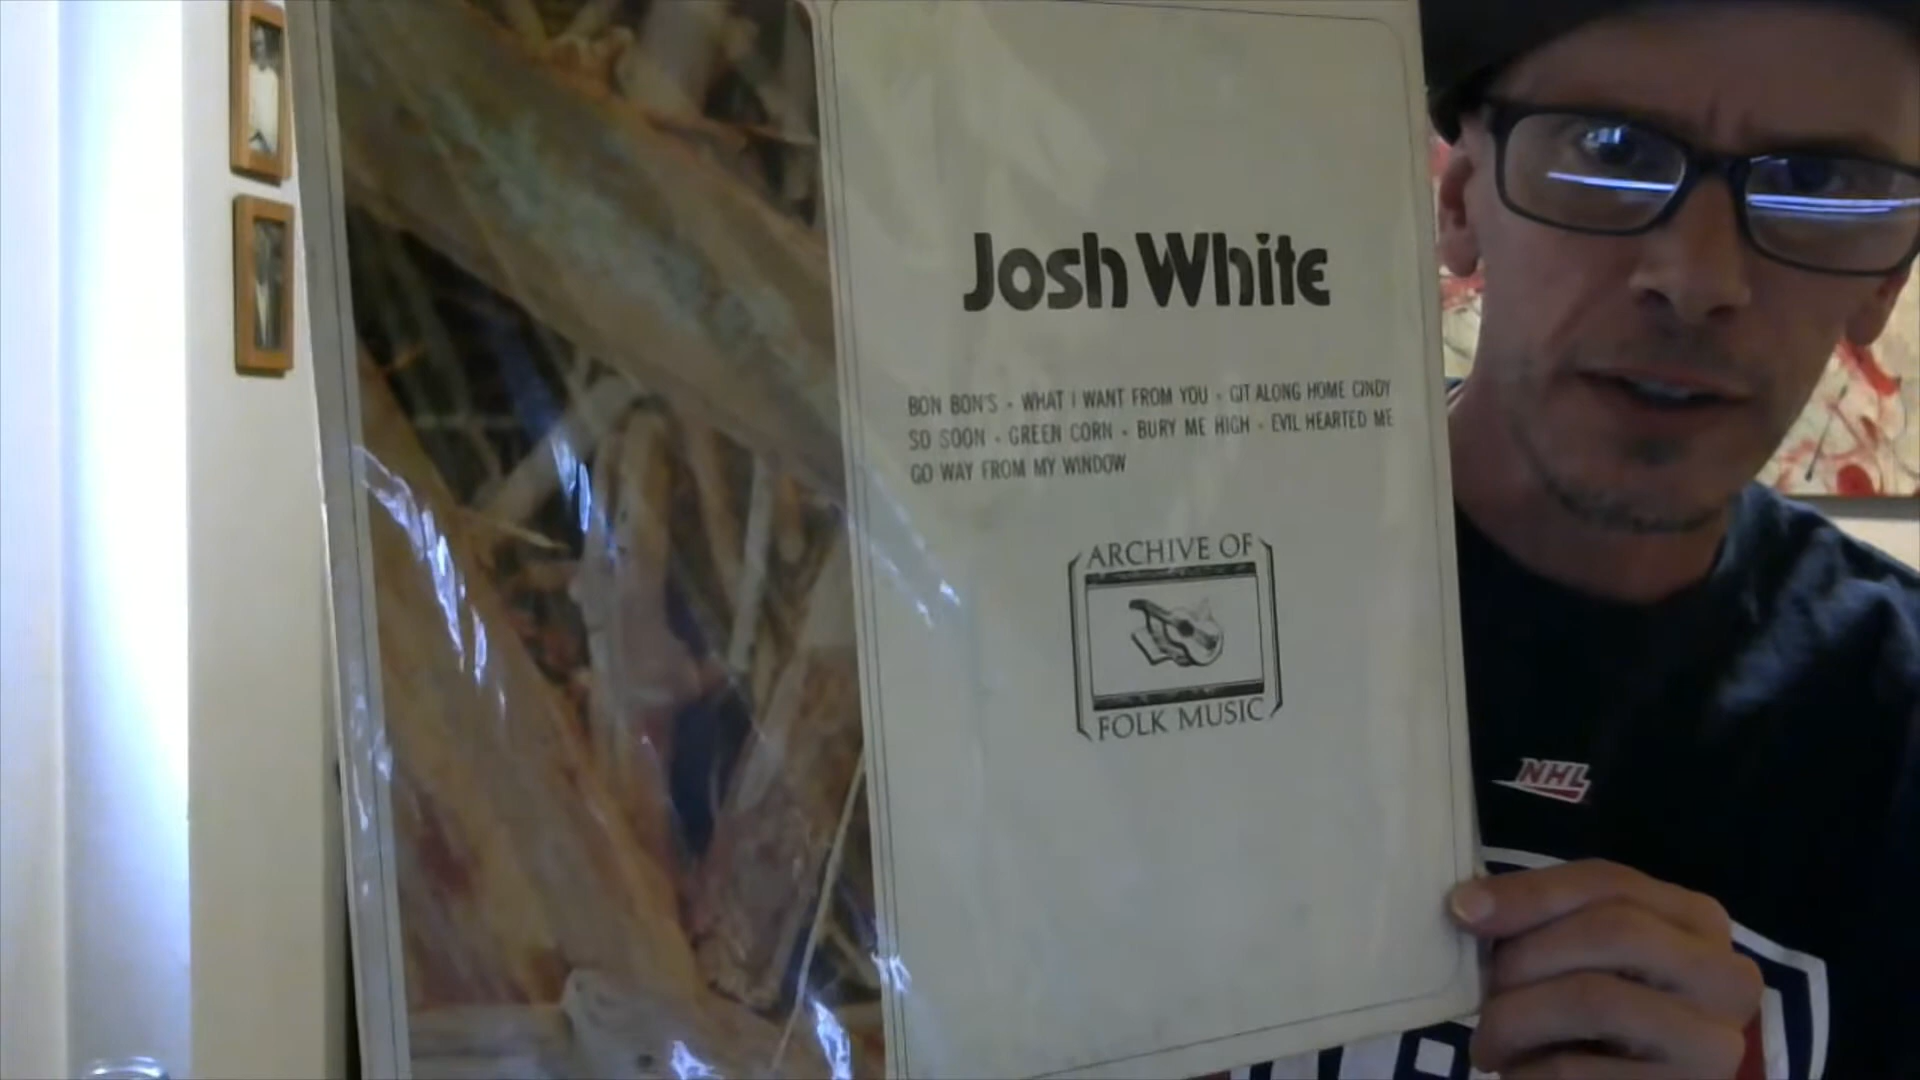 Josh White
BON BON'S - WHAT I WANT FROM YOU - GIT ALONG HOME CINDY
SO SOON - GREEN CORN - BURY ME HIGH - EVIL HEARTED ME
GO WAY FROM MY WINDOW
ARCHIVE OF
FOLK MUSIC
NHL